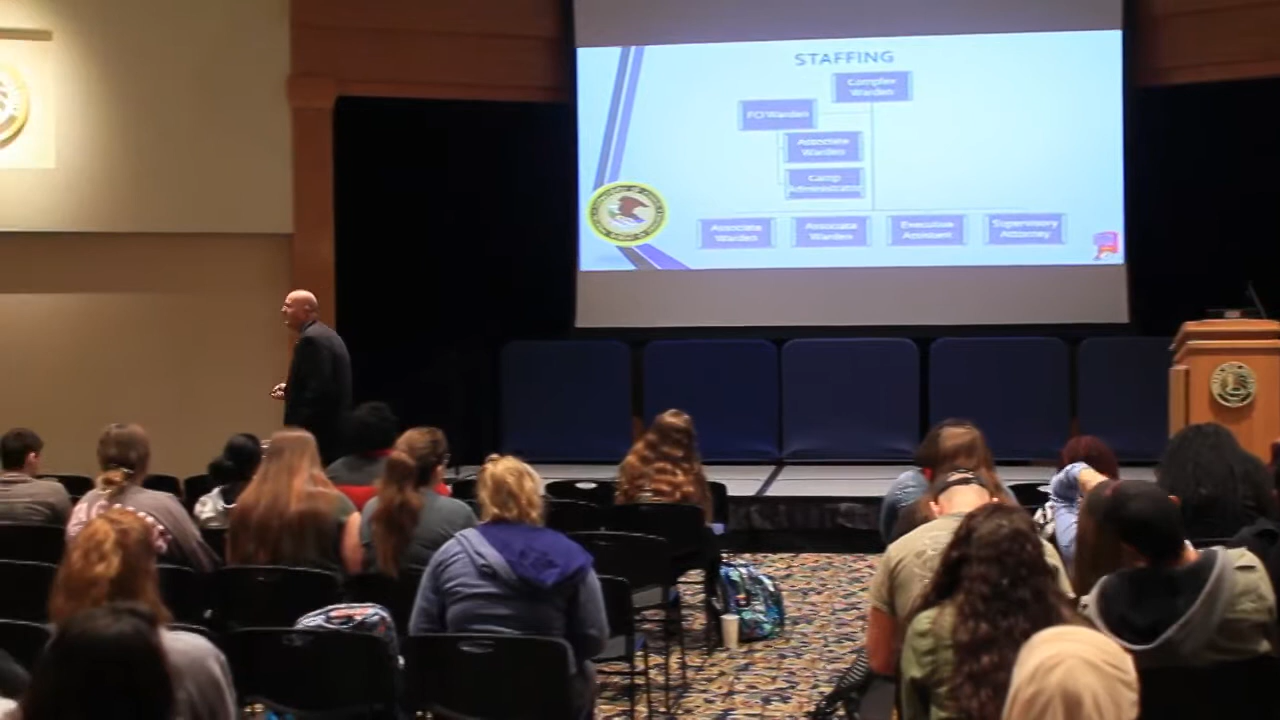 STAFFING
Complex
Warden
FCI Warden
Associate
Warden
Camp
Administrator
Associate
Warden
Associate
Warden
Executive
Assistant
Supervisory
Attorney